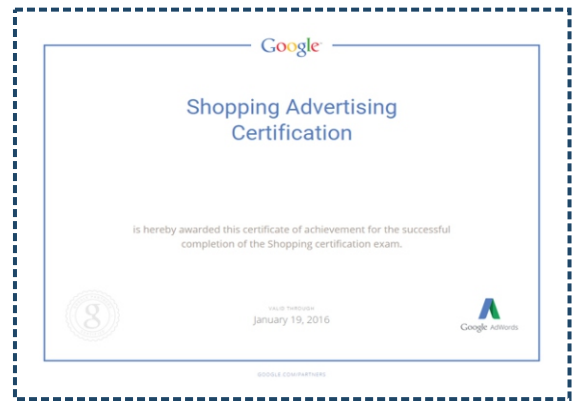 Google
Shopping Advertising
Certification
is hereby awarded this certificate of achievement for the successful
completion of the Shopping certification exam.
VALID THROUGH
January 19, 2016
g
Google AdWords
GOOGLE.COM/PARTNERS